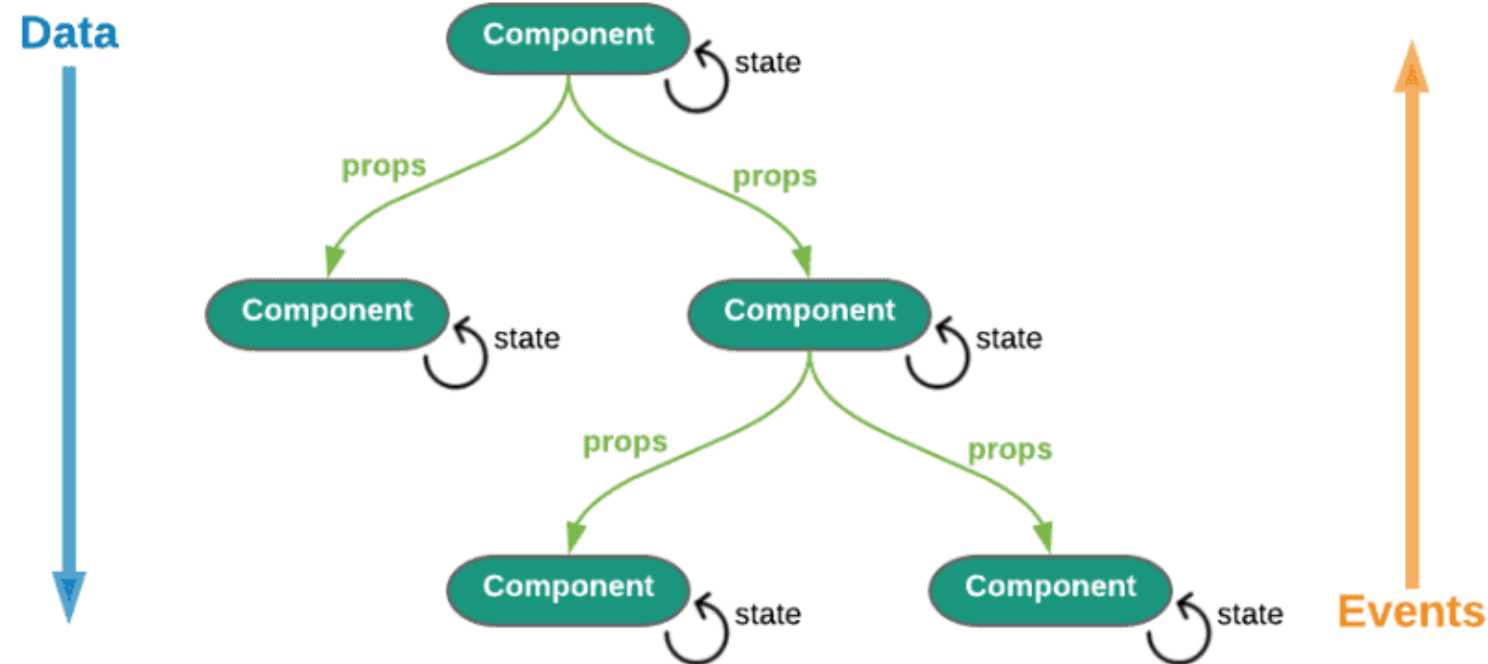 Data
Component
state
props
props
Component
state
Component
state
props
props
Component
state
Component
state
Events